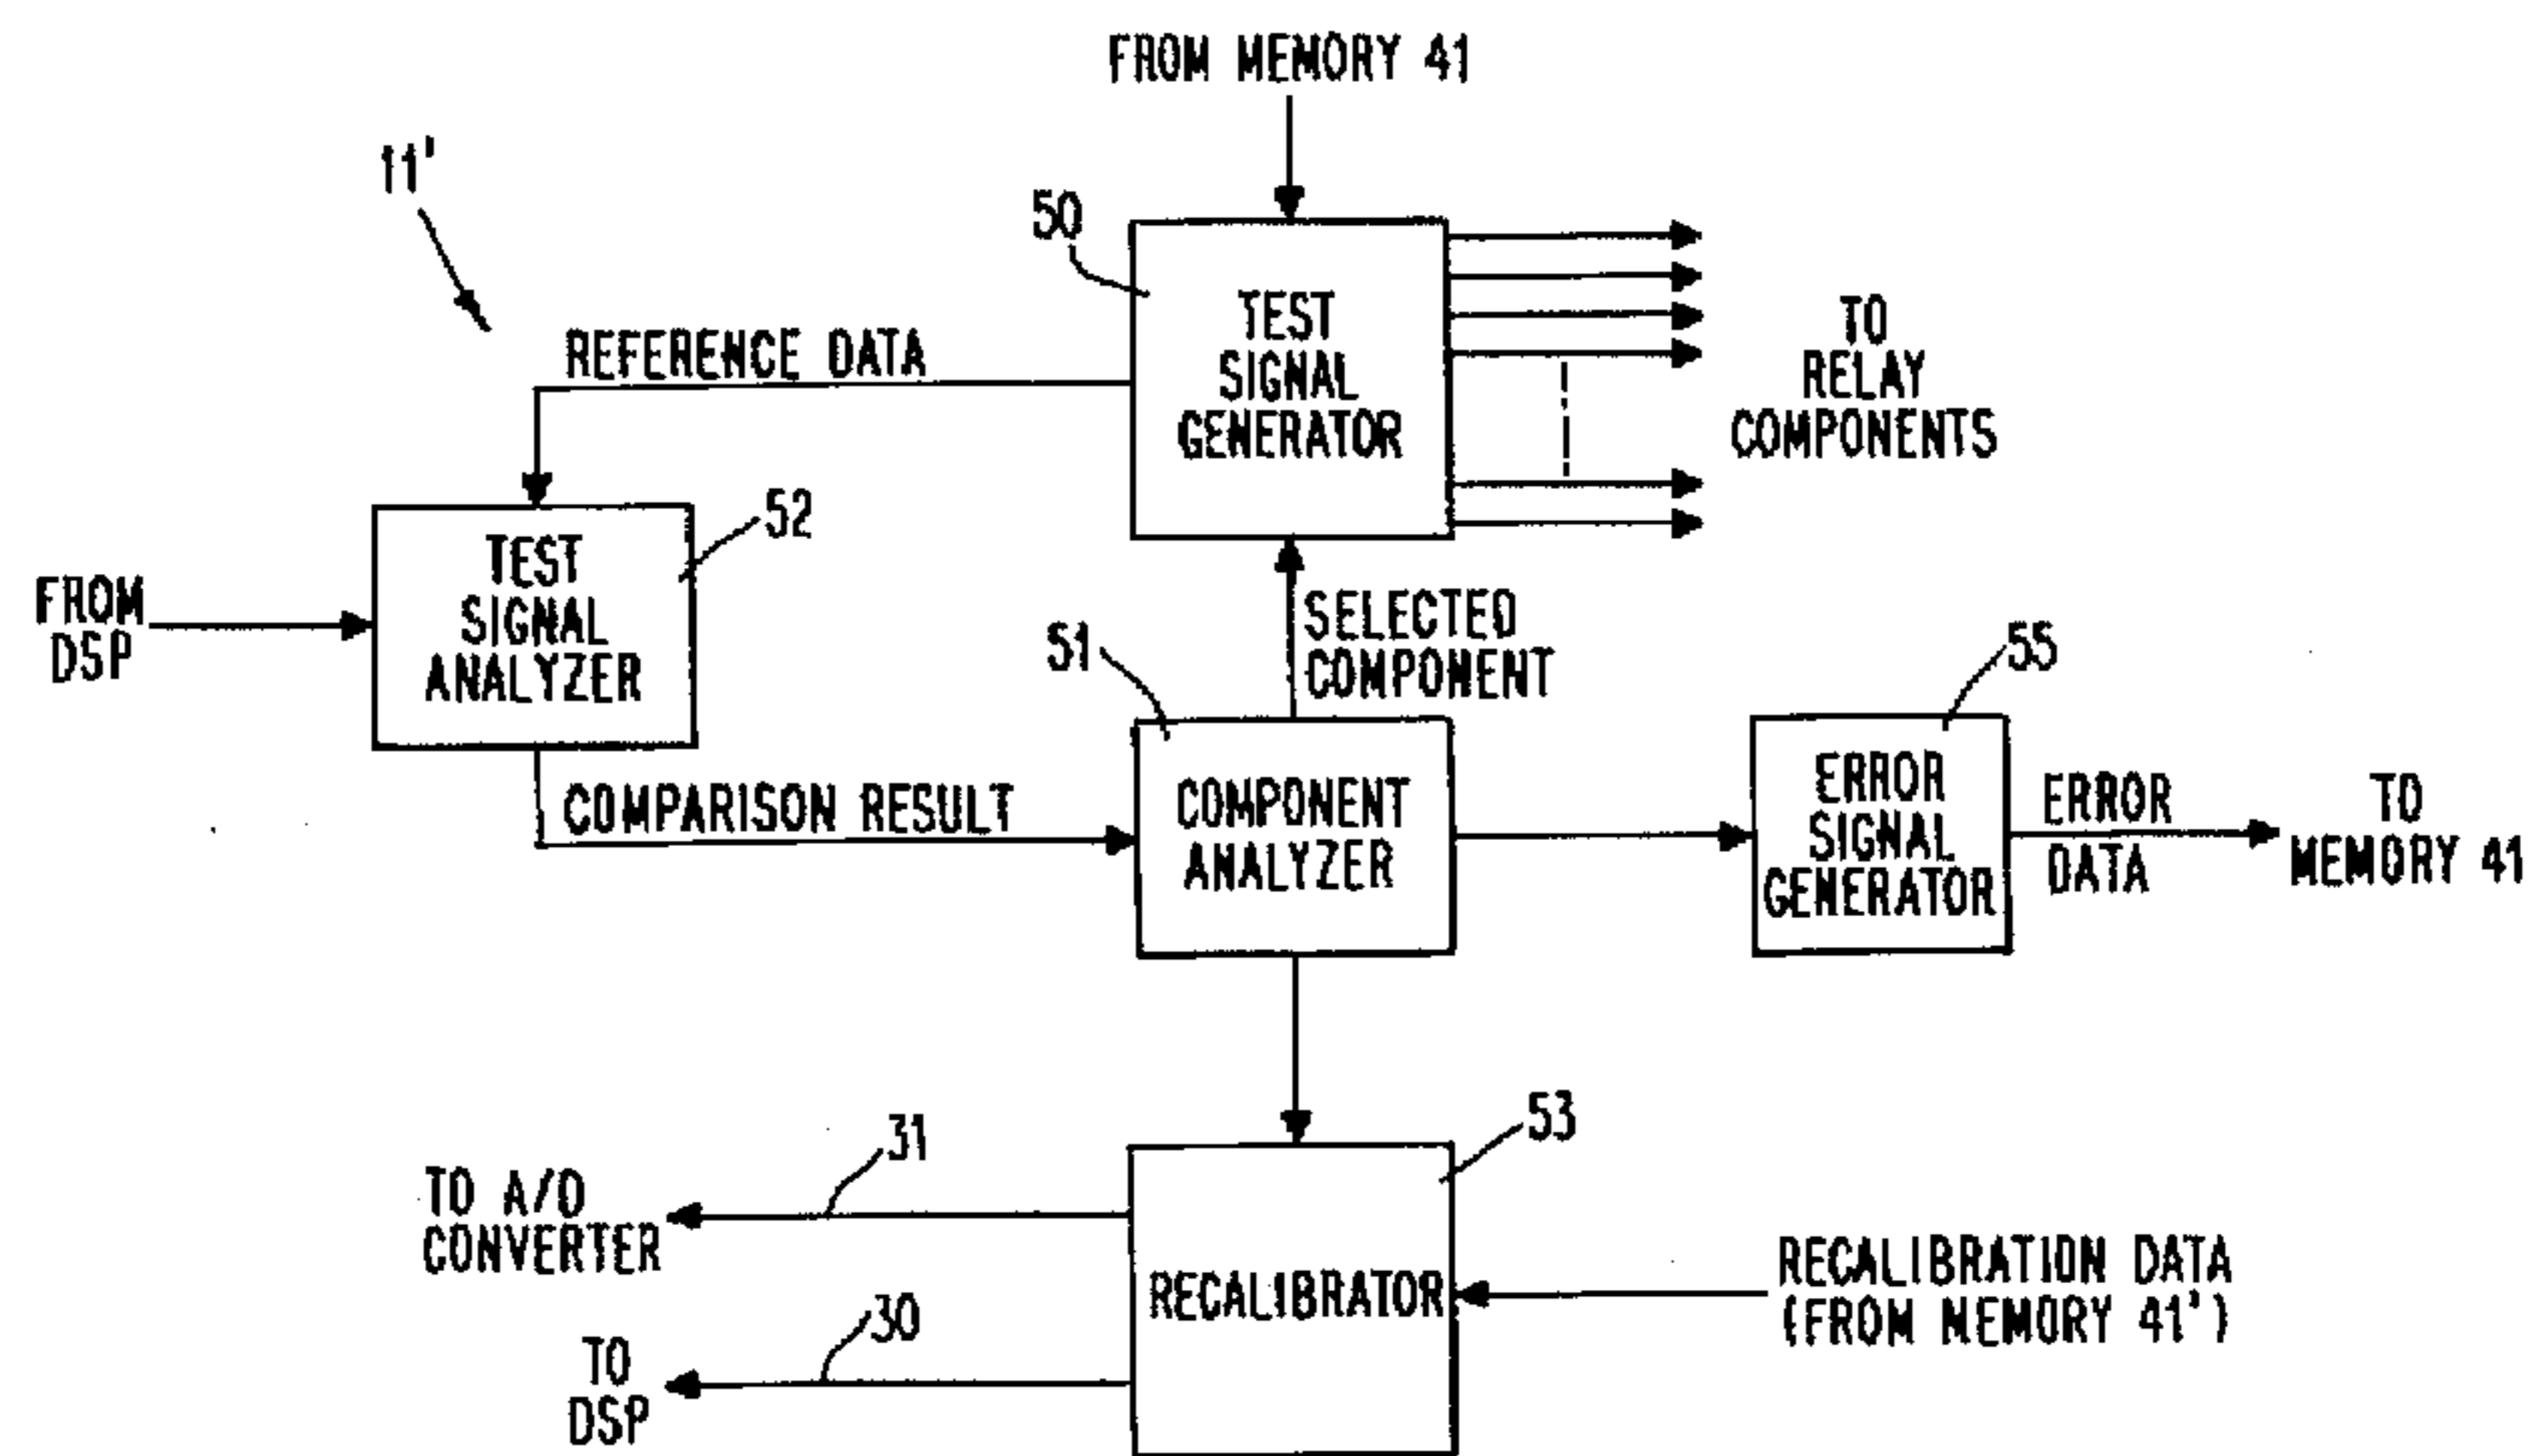 FROM MEMORY 41
11'
50
TEST
SIGNAL
GENERATOR
TO
RELAY
COMPONENTS
REFERENCE DATA
52
TEST
SIGNAL
ANALYZER
FROM
DSP
SELECTED
COMPONENT
51
55
COMPARISON RESULT
COMPONENT
ANALYZER
ERROR
SIGNAL
GENERATOR
ERROR
DATA
TO
MEMORY 41
53
31
TO A/D
CONVERTER
RECALIBRATOR
RECALIBRATION DATA
(FROM MEMORY 41')
30
TO
DSP